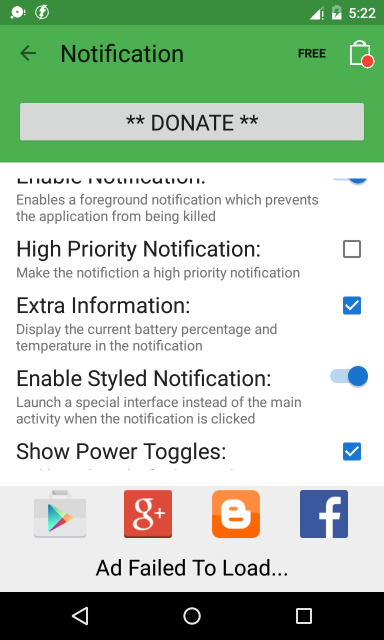 5:22
Notification
FREE
** DONATE **
Enable Notification:
Enables a foreground notification which prevents
the application from being killed
High Priority Notification:
Make the notifiction a high priority notification
Extra Information:
Display the current battery percentage and
temperature in the notification
Enable Styled Notification:
Launch a special interface instead of the main
activity when the notification is clicked
Show Power Toggles:
g+
Ad Failed To Load...